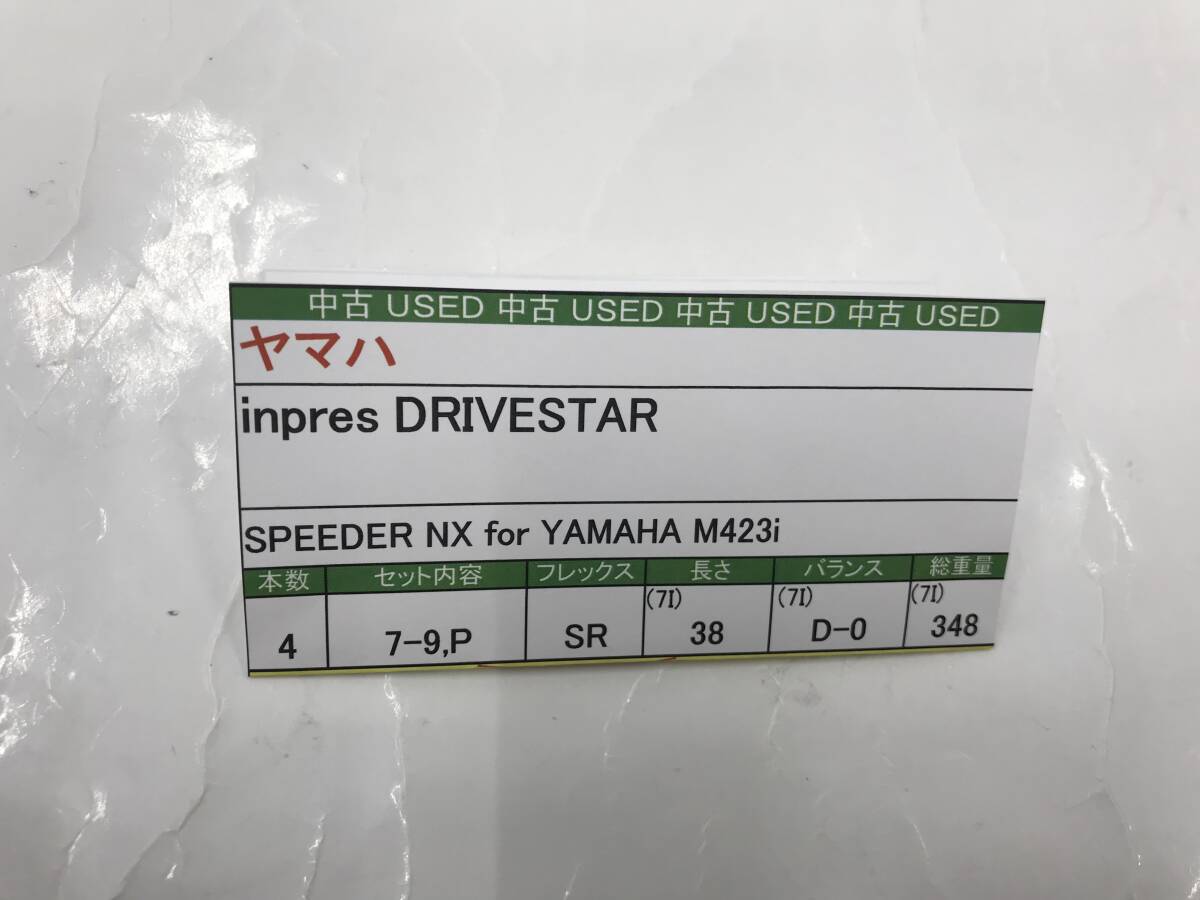 中古 USED 中古 USED 中古 USED 中古 USED
ヤマハ
inpres DRIVESTAR
SPEEDER NX for YAMAHA M423i
本数 セット内容 フレックス 長さ バランス 総重量
(7I) (7I) (7I)
4 7-9,P SR 38 D-0 348